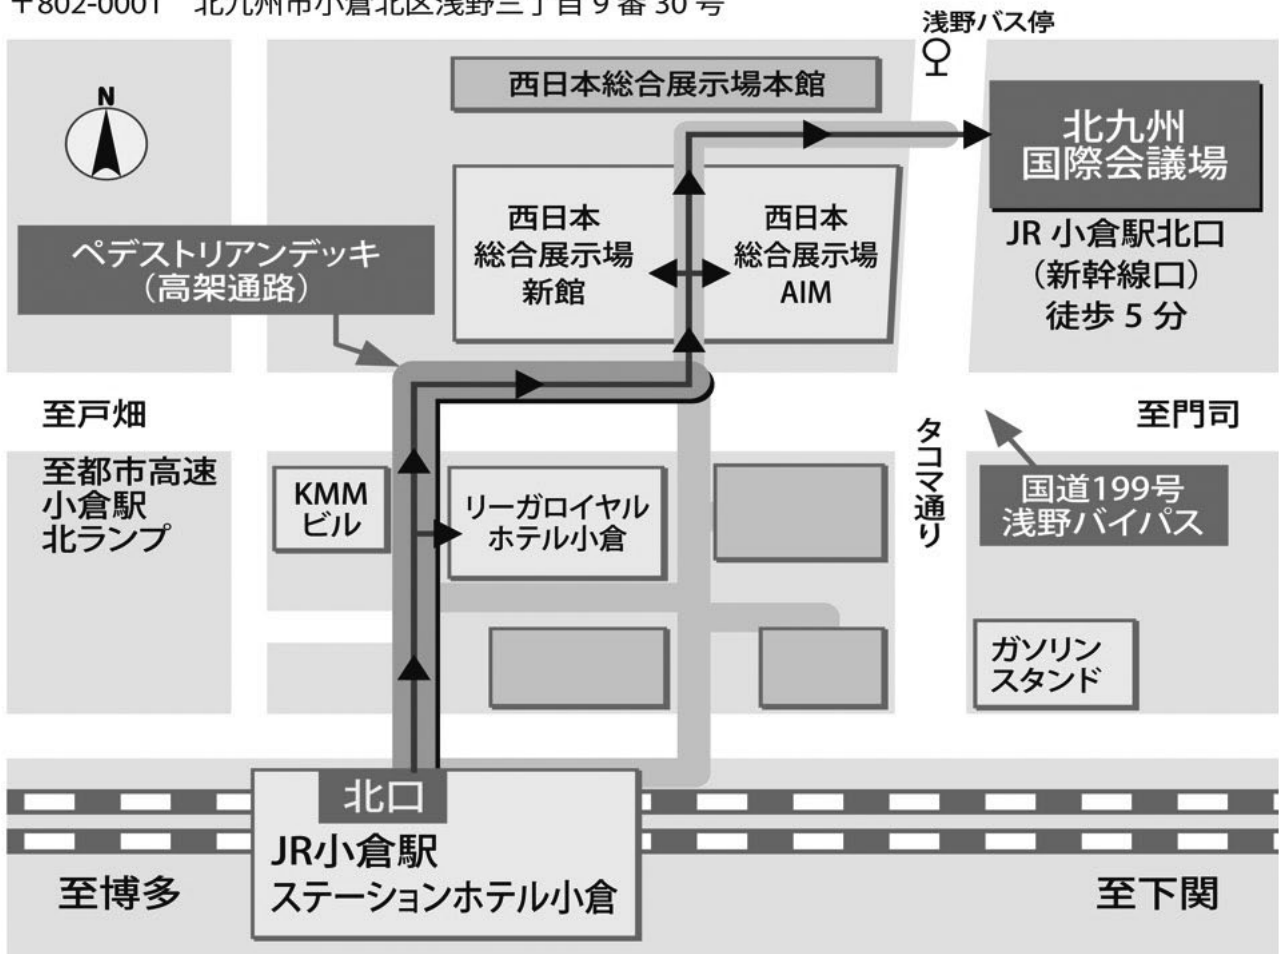 〒802-0001 北九州市小倉北区浅野三丁目9番30号
浅野バス停
西日本総合展示場本館
N
北九州
国際会議場
JR 小倉駅北口
（新幹線口）
徒歩 5 分
ペデストリアンデッキ
（高架通路）
西日本
総合展示場
新館
西日本
総合展示場
AIM
至戸畑
至門司
至都市高速
小倉駅
北ランプ
KMM
ビル
リーガロイヤル
ホテル小倉
タコマ通り
国道199号
浅野バイパス
ガソリン
スタンド
北口
JR小倉駅
ステーションホテル小倉
至博多
至下関